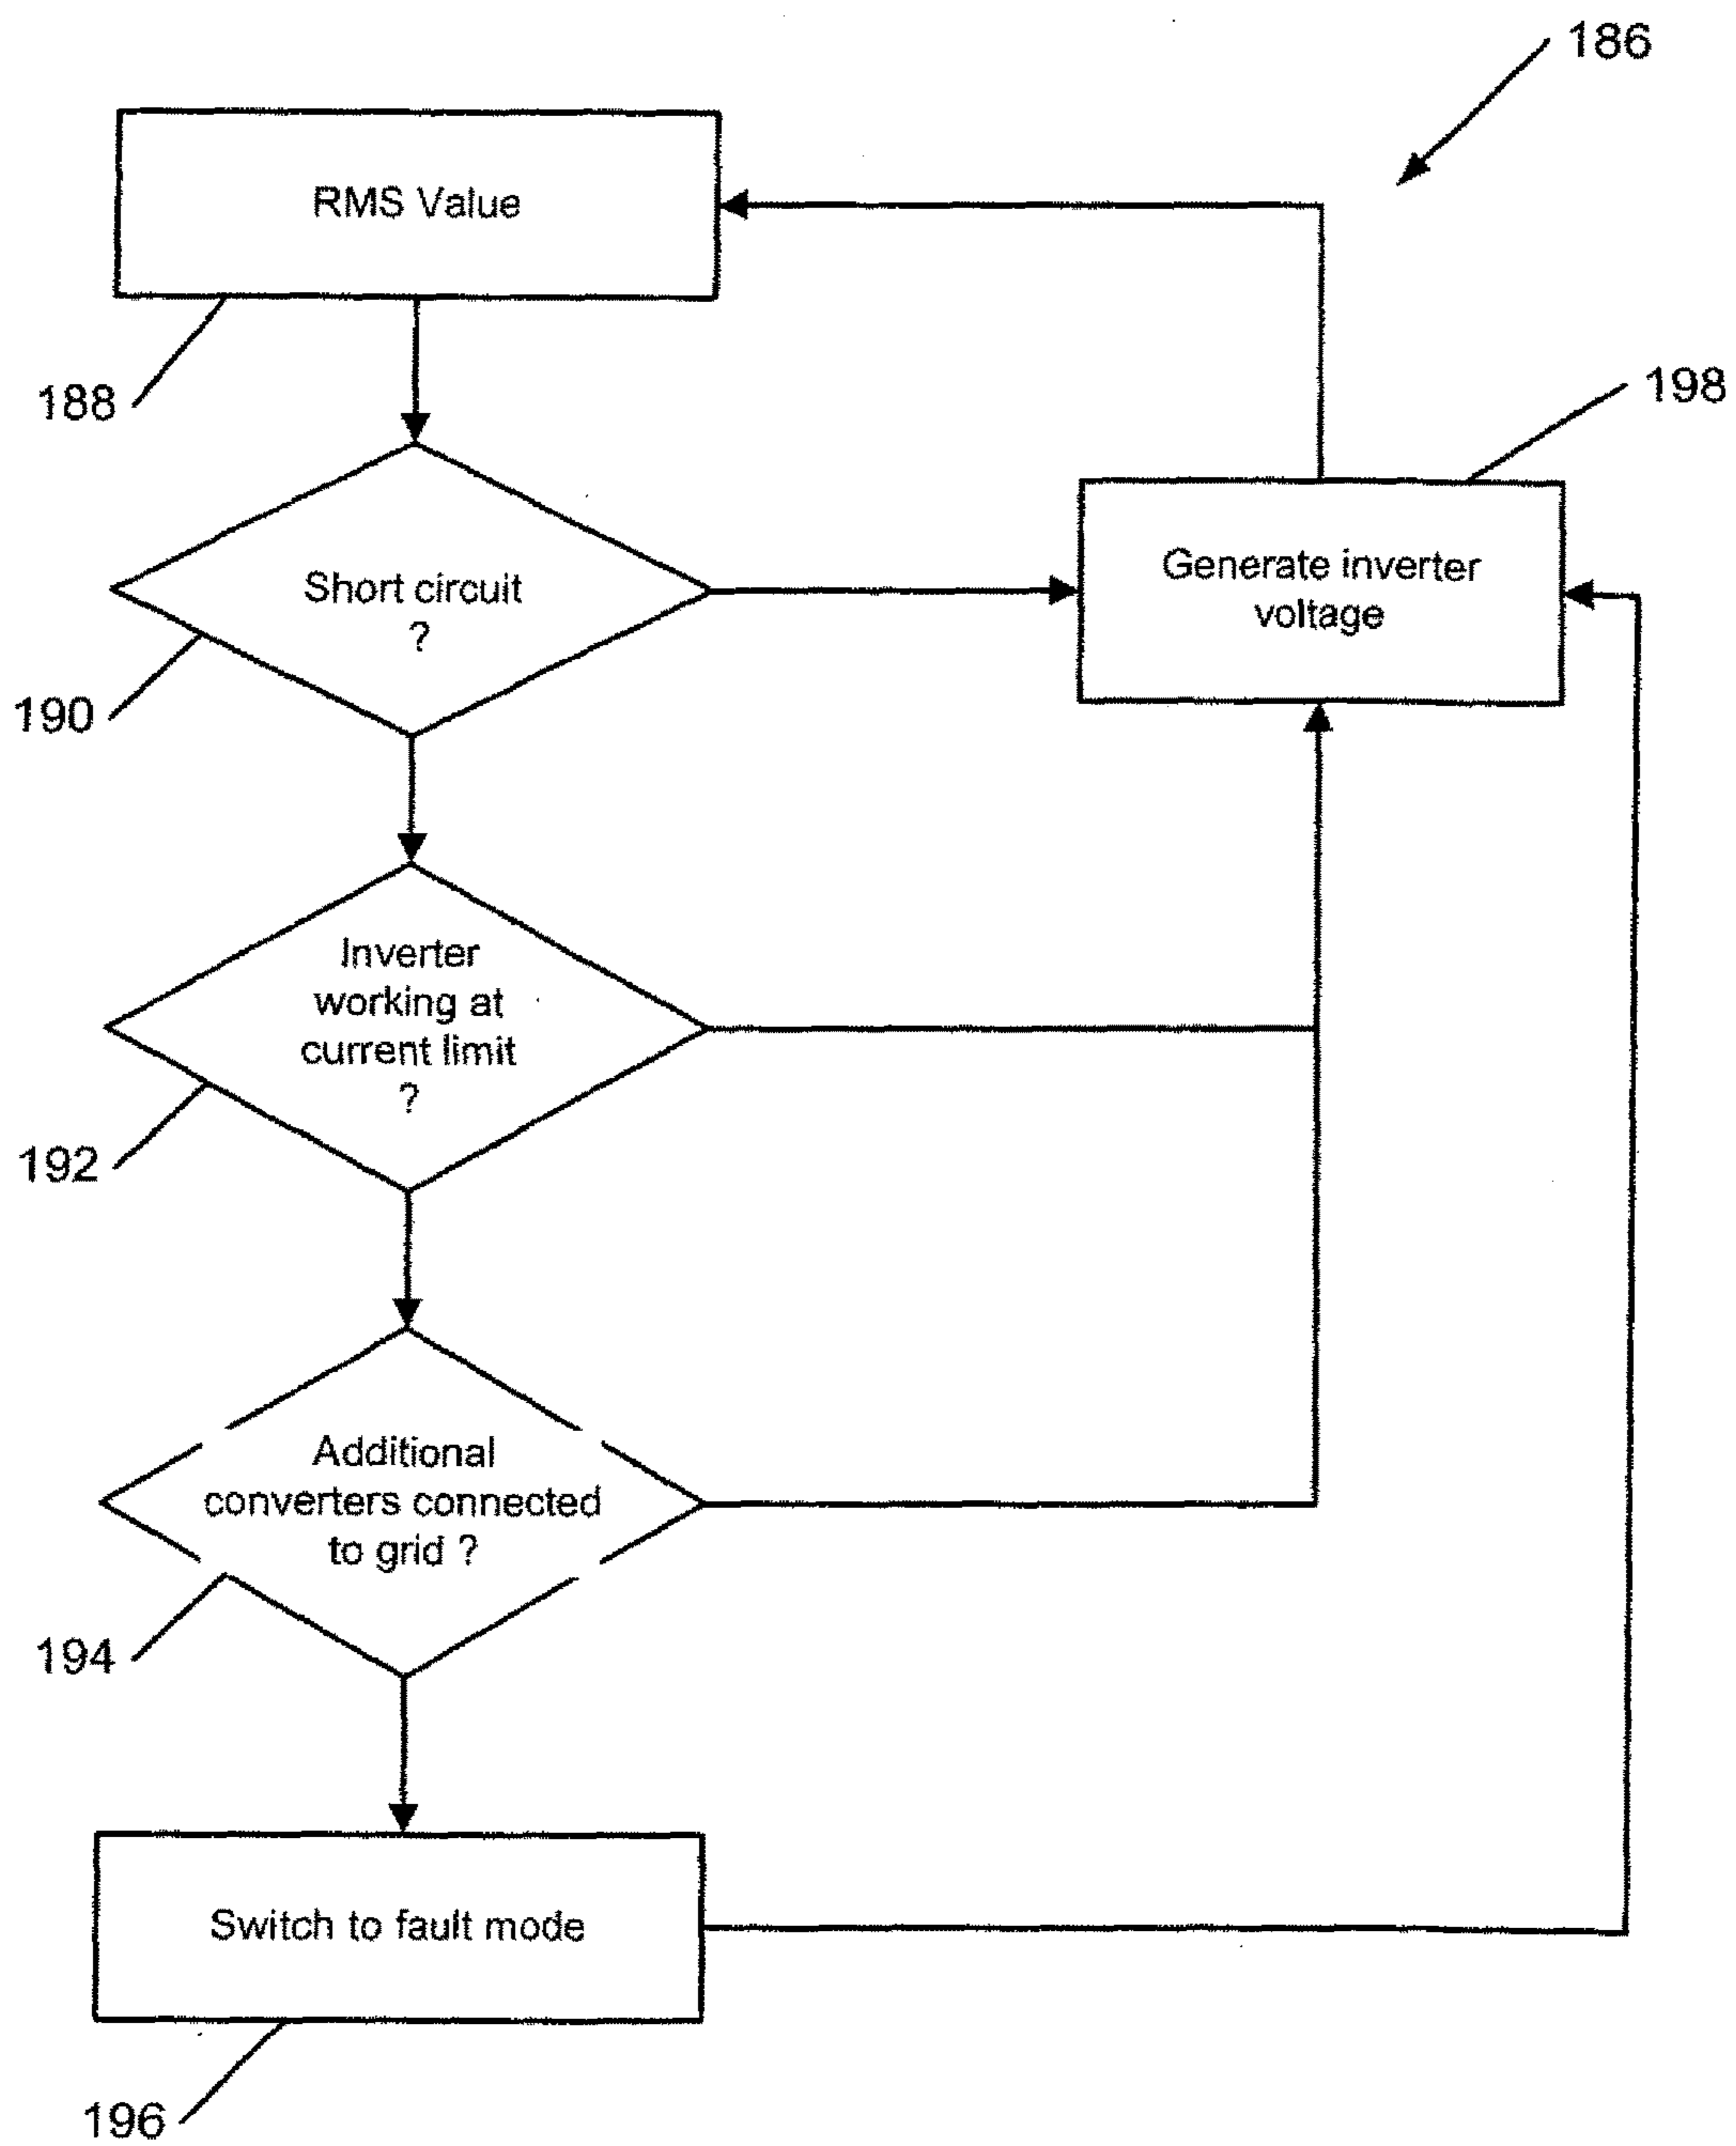 186
RMS Value
188
198
Generate inverter
voltage
Short circuit
?
190
Inverter
working at
current limit
?
192
Additional
converters connected
to grid ?
194
Switch to fault mode
196